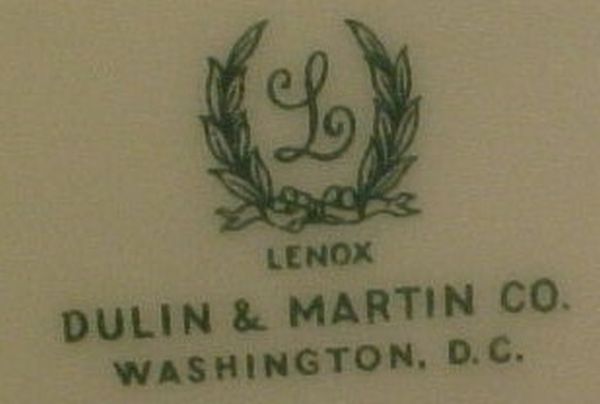 L
LENOX
DULIN & MARTIN CO.
WASHINGTON, D.C.